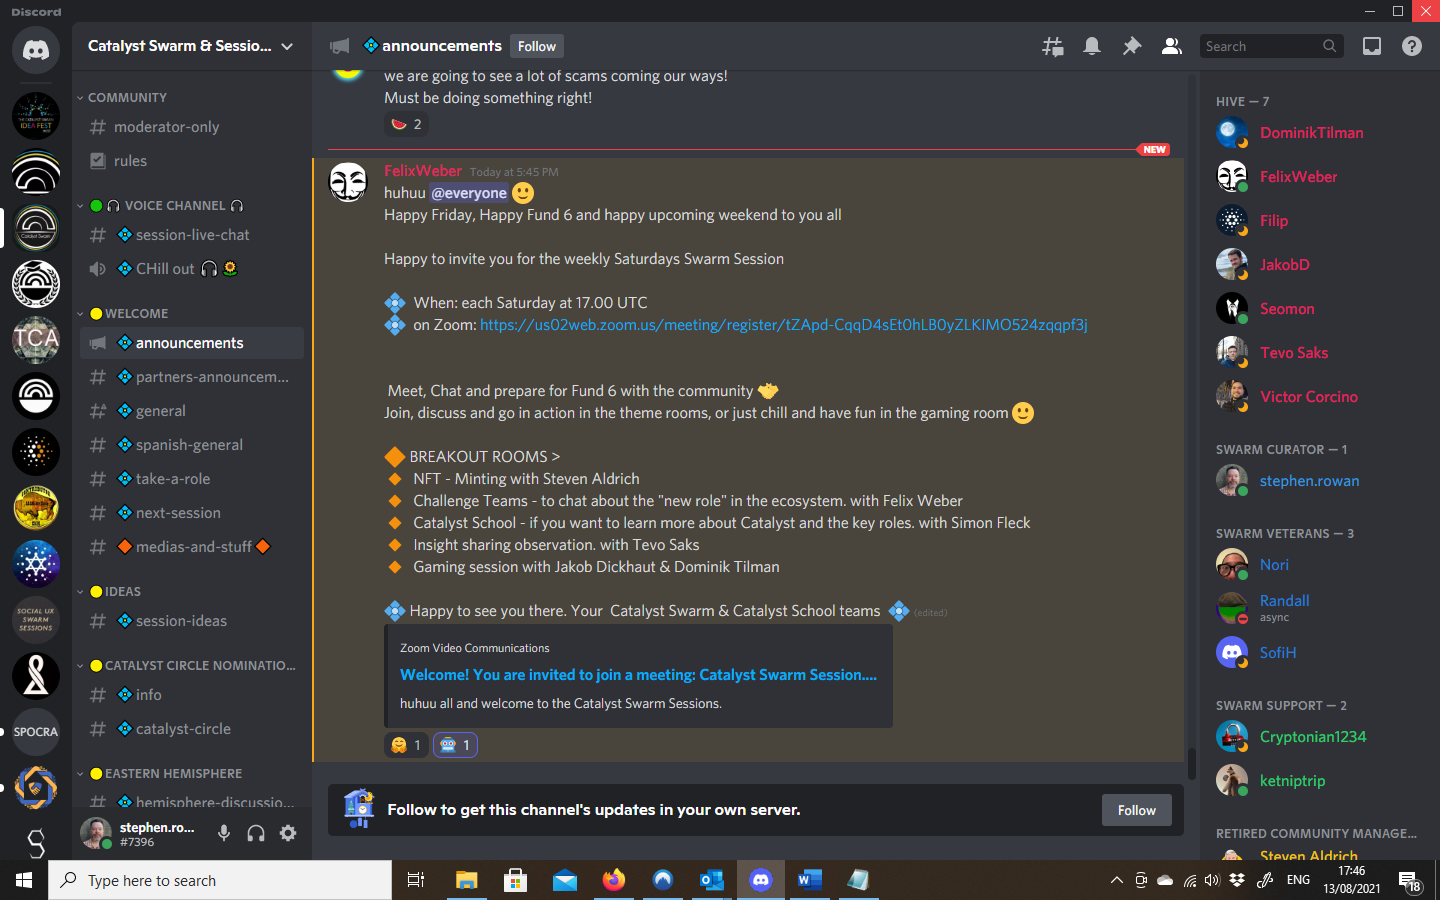 Discord
Catalyst Swarm & Sessio...
announcements
Follow
Search
COMMUNITY
moderator-only
rules
VOICE CHANNEL
session-live-chat
CHill out
WELCOME
announcements
partners-announcem...
general
spanish-general
take-a-role
next-session
medias-and-stuff
IDEAS
session-ideas
CATALYST CIRCLE NOMINATIO...
info
catalyst-circle
EASTERN HEMISPHERE
hemisphere-discussio...
stephen.ro...
#7396
THE CATALYST SWARM
IDEA FEST
Catalyst Swarm
TCA
SOCIAL UX
SWARM
SESSIONS
SPOCRA
we are going to see a lot of scams coming our ways!
Must be doing something right!
2
NEW
FelixWeber Today at 5:45 PM
huhuu @everyone
Happy Friday, Happy Fund 6 and happy upcoming weekend to you all
Happy to invite you for the weekly Saturdays Swarm Session
When: each Saturday at 17.00 UTC
on Zoom: https://us02web.zoom.us/meeting/register/tZApd-CqqD4sEt0hLB0yZLKIMO524zqqpf3j
Meet, Chat and prepare for Fund 6 with the community
Join, discuss and go in action in the theme rooms, or just chill and have fun in the gaming room
BREAKOUT ROOMS >
NFT - Minting with Steven Aldrich
Challenge Teams - to chat about the "new role" in the ecosystem. with Felix Weber
Catalyst School - if you want to learn more about Catalyst and the key roles. with Simon Fleck
Insight sharing observation. with Tevo Saks
Gaming session with Jakob Dickhaut & Dominik Tilman
Happy to see you there. Your Catalyst Swarm & Catalyst School teams (edited)
Zoom Video Communications
Welcome! You are invited to join a meeting: Catalyst Swarm Session....
huhuu all and welcome to the Catalyst Swarm Sessions.
1
1
Follow to get this channel's updates in your own server.
Follow
HIVE — 7
DominikTilman
FelixWeber
Filip
JakobD
Seomon
Tevo Saks
Victor Corcino
SWARM CURATOR — 1
stephen.rowan
SWARM VETERANS — 3
Nori
Randall
async
SofiH
SWARM SUPPORT — 2
Cryptonian1234
ketniptrip
RETIRED COMMUNITY MANAGE...
Steven Aldrich
Type here to search
ENG
17:46
13/08/2021
18